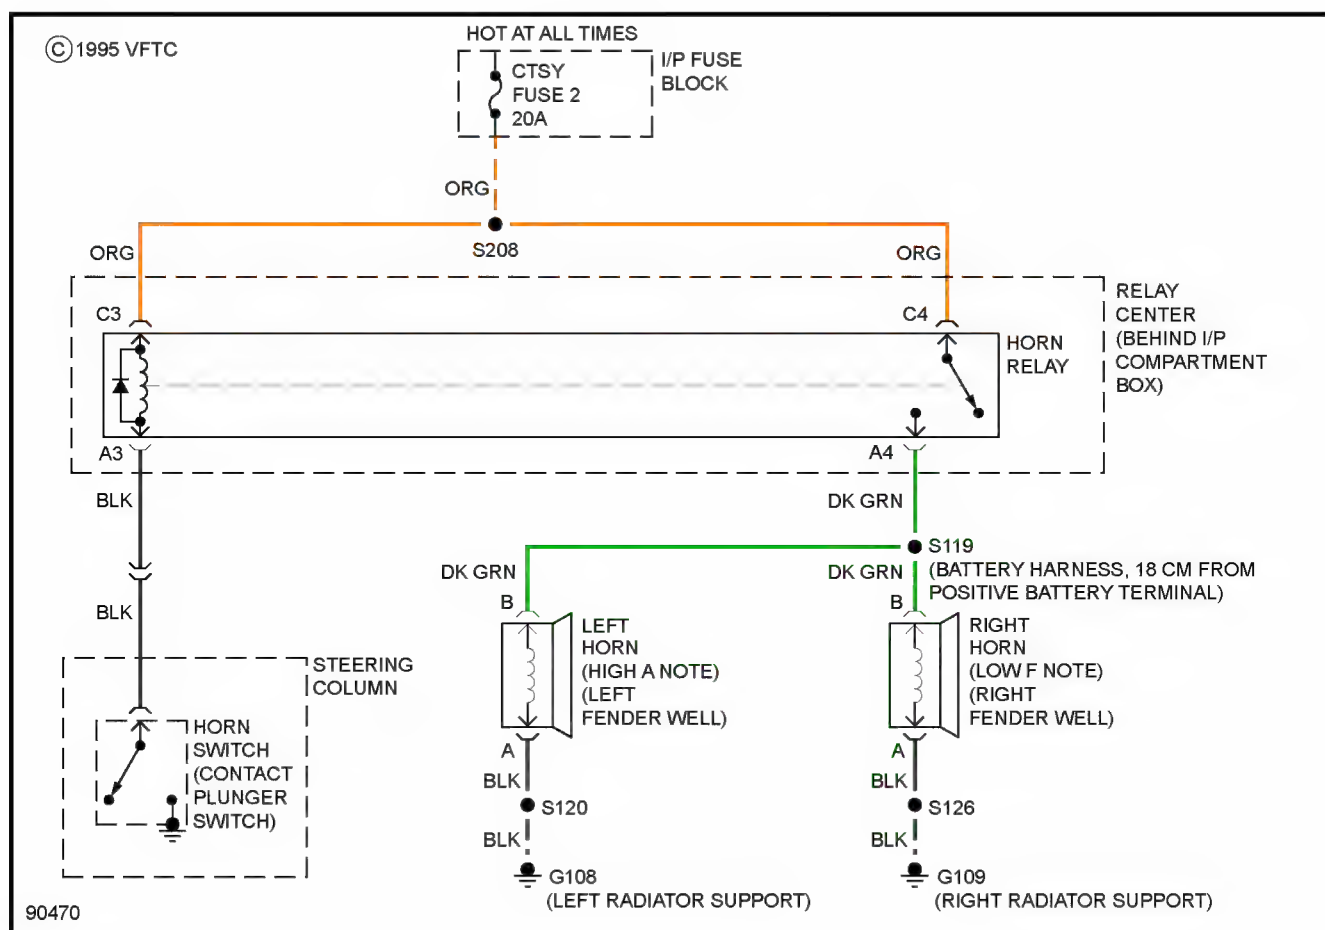 © 1995 VFTC
HOT AT ALL TIMES
CTSY
FUSE 2
20A
I/P FUSE
BLOCK
ORG
S208
ORG
ORG
C3
C4
RELAY
CENTER
(BEHIND I/P
COMPARTMENT
BOX)
HORN
RELAY
A3
A4
BLK
DK GRN
S119
(BATTERY HARNESS, 18 CM FROM
POSITIVE BATTERY TERMINAL)
DK GRN
DK GRN
BLK
B
B
LEFT
HORN
(HIGH A NOTE)
(LEFT
FENDER WELL)
RIGHT
HORN
(LOW F NOTE)
(RIGHT
FENDER WELL)
STEERING
COLUMN
HORN
SWITCH
(CONTACT
PLUNGER
SWITCH)
A
A
BLK
BLK
S120
S126
BLK
BLK
G108
(LEFT RADIATOR SUPPORT)
G109
(RIGHT RADIATOR SUPPORT)
90470